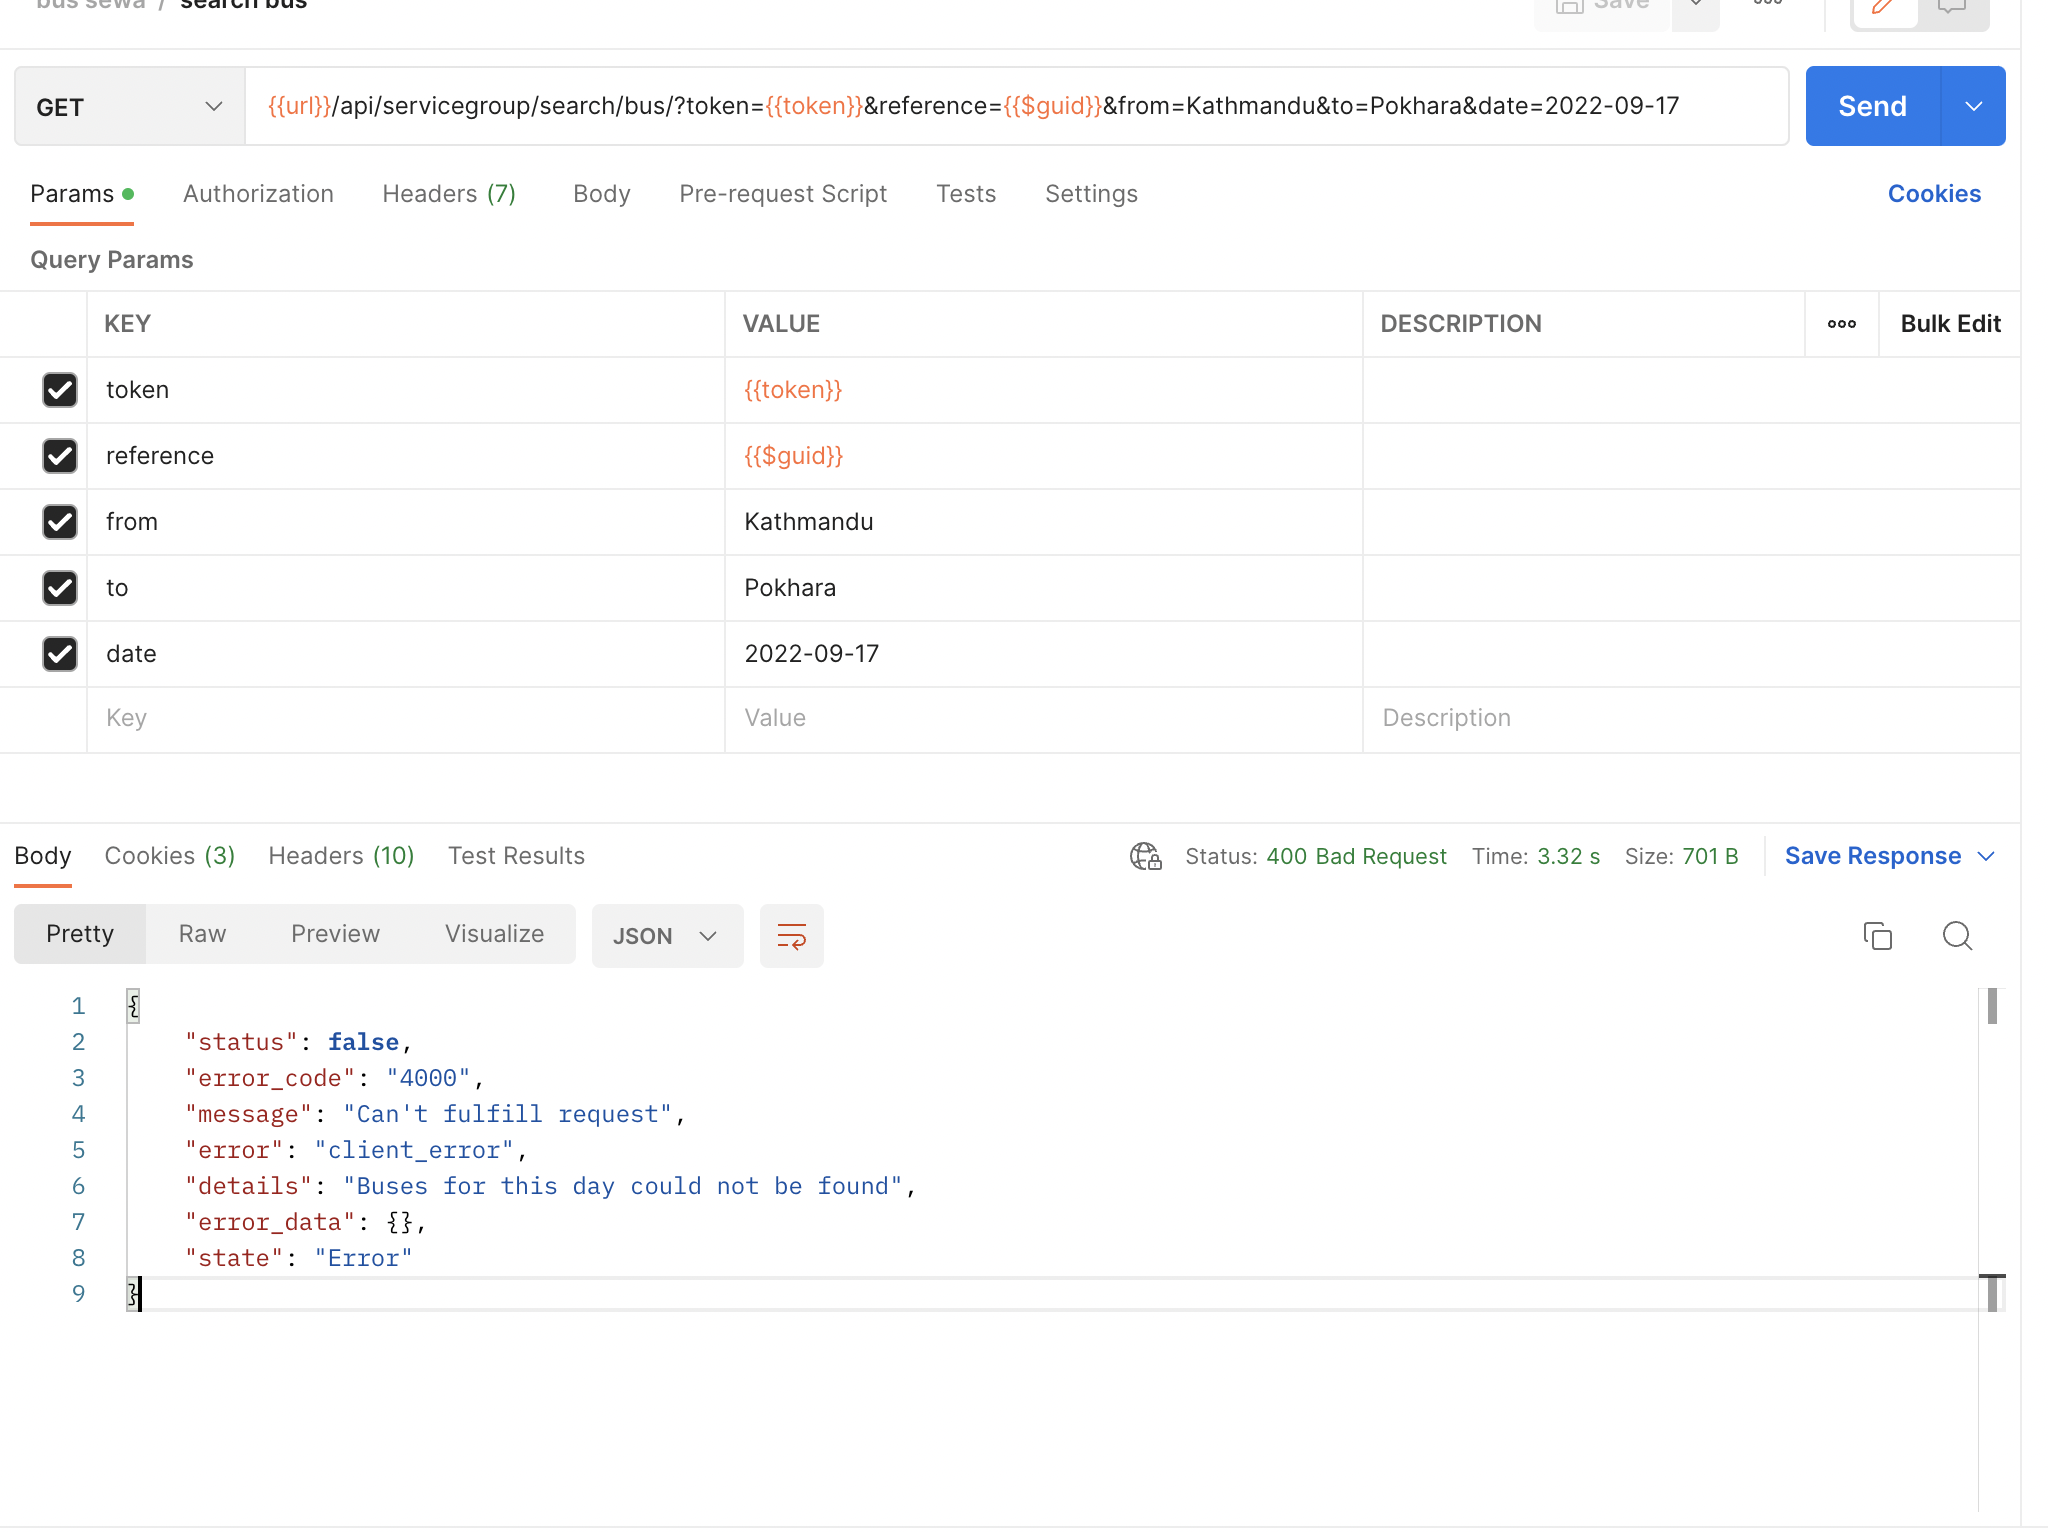 bus sewa / search bus
Save
GET
{{url}}/api/servicegroup/search/bus/?token={{token}}&reference={{$guid}}&from=Kathmandu&to=Pokhara&date=2022-09-17
Send
Params
Authorization
Headers (7)
Body
Pre-request Script
Tests
Settings
Cookies
Query Params
KEY VALUE DESCRIPTION Bulk Edit
token {{token}}
reference {{$guid}}
from Kathmandu
to Pokhara
date 2022-09-17
Key Value Description
Body Cookies (3) Headers (10) Test Results
Status: 400 Bad Request Time: 3.32 s Size: 701 B Save Response
Pretty Raw Preview Visualize JSON
1 {
2 "status": false,
3 "error_code": "4000",
4 "message": "Can't fulfill request",
5 "error": "client_error",
6 "details": "Buses for this day could not be found",
7 "error_data": {},
8 "state": "Error"
9 }